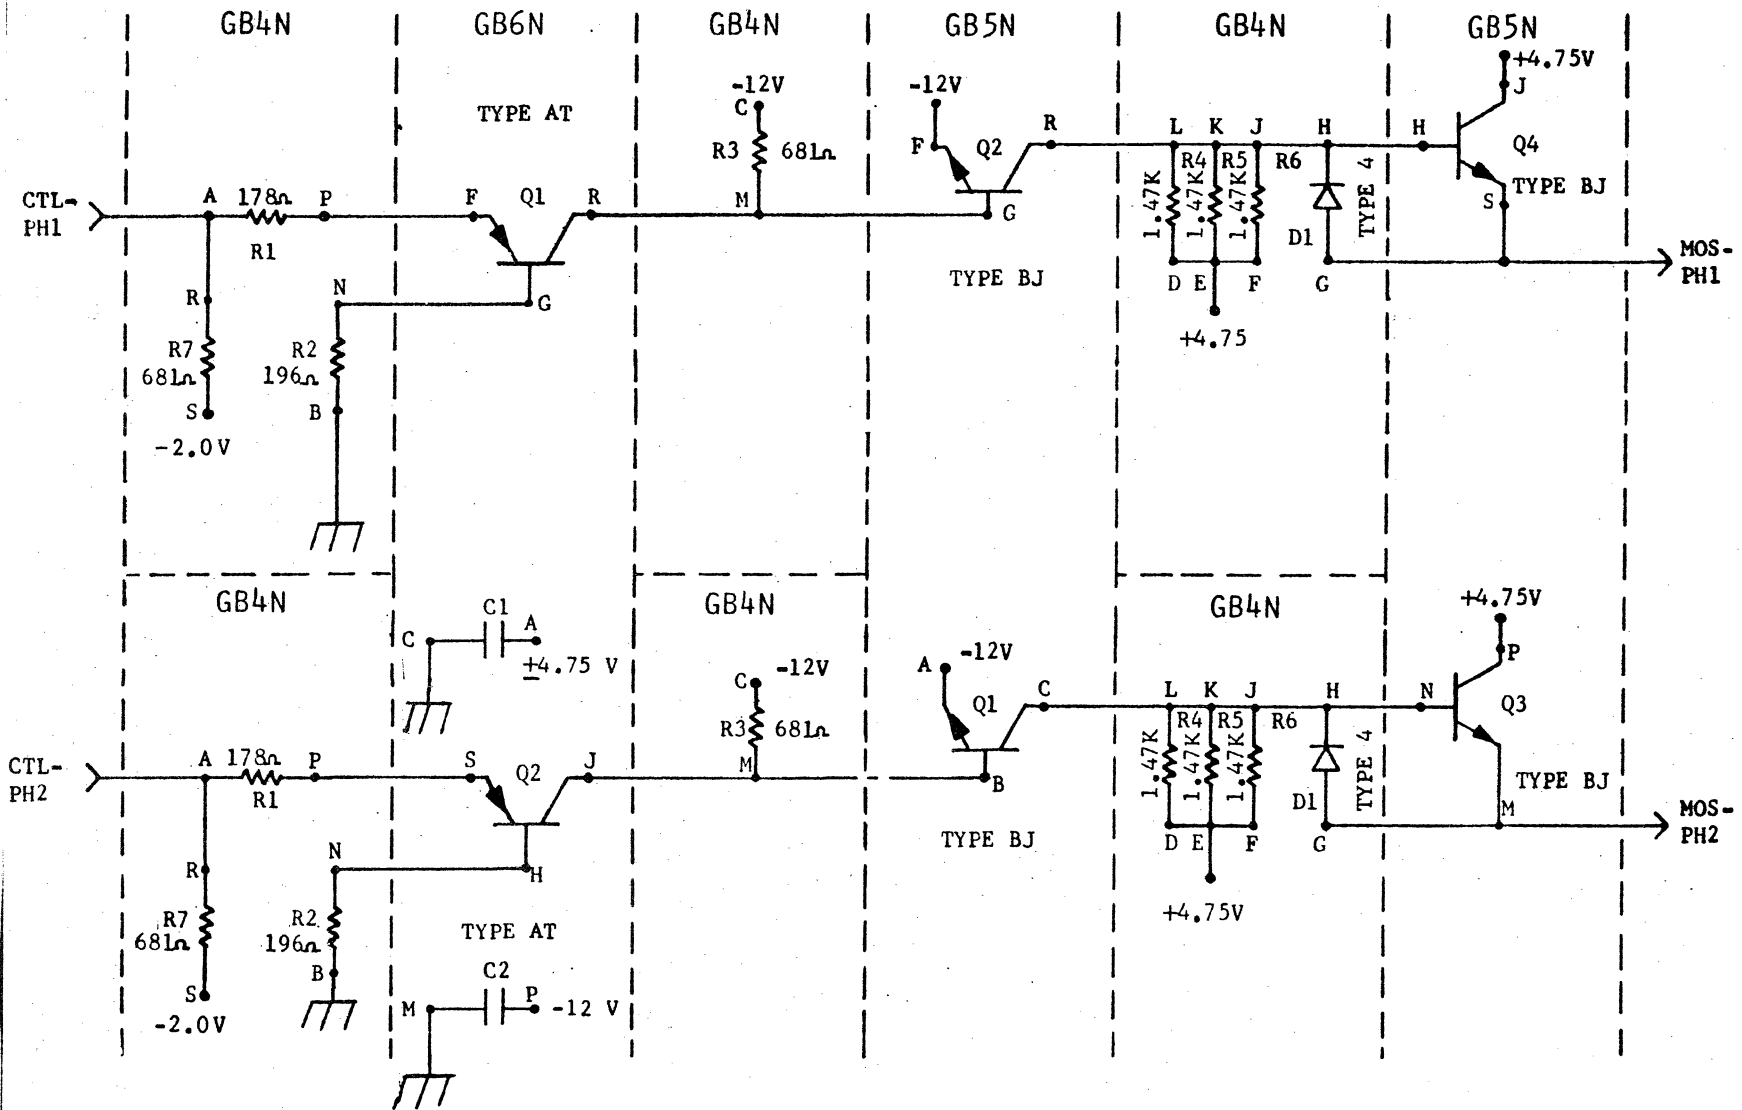 GB4N
GB6N
GB4N
GB5N
GB4N
GB5N
+4.75V
J
-12V
C
-12V
TYPE AT
R3 681Ω
F
Q2
R
L K J H H
R4 R5 R6
Q4
TYPE BJ
S
1.47K
1.47K
1.47K
TYPE 4
D1
CTL-
PH1
A
178Ω
P
R1
F
Q1
R
M
G
TYPE BJ
D E F G
+4.75
MOS-
PH1
N
G
R
R7
681Ω
S
-2.0V
R2
196Ω
B
GB4N
C
C1
A
+4.75 V
GB4N
GB4N
+4.75V
P
A
-12V
C
-12V
R3 681Ω
Q1
C
L K J H N
R4 R5 R6
Q3
TYPE BJ
M
1.47K
1.47K
1.47K
TYPE 4
D1
CTL-
PH2
A
178Ω
P
R1
S
Q2
J
M
B
TYPE BJ
D E F G
+4.75V
MOS-
PH2
N
H
R
R7
681Ω
S
-2.0V
R2
196Ω
B
TYPE AT
C2
M
P
-12 V